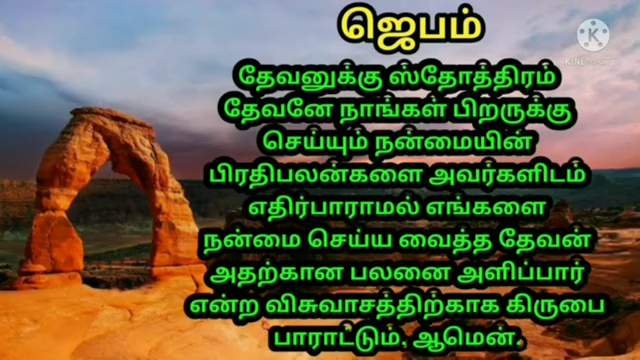 ஜெபம்
தேவனுக்கு ஸ்தோத்திரம்
தேவனே நாங்கள் பிறருக்கு
செய்யும் நன்மையின்
பிரதிபலன்களை அவர்களிடம்
எதிர்பாராமல் எங்களை
நன்மை செய்ய வைத்த தேவன்
அதற்கான பலனை அளிப்பார்
என்ற விசுவாசத்திற்காக கிருபை
பாராட்டும், ஆமென்.
K